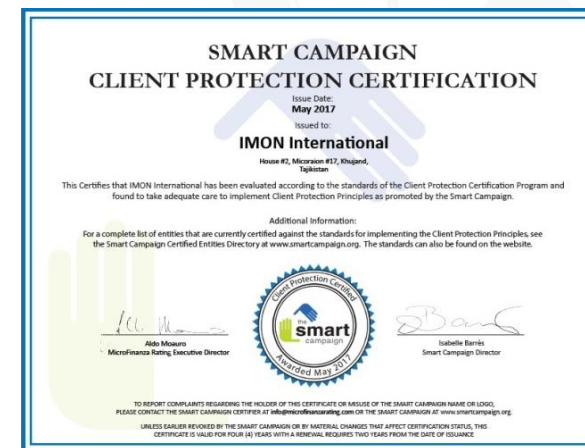 SMART CAMPAIGN
CLIENT PROTECTION CERTIFICATION
Issue Date:
May 2017
Issued to:
IMON International
House #2, Micoraion #17, Khujand,
Tajikistan
This Certifies that IMON International has been evaluated according to the standards of the Client Protection Certification Program and
found to take adequate care to implement Client Protection Principles as promoted by the Smart Campaign.
Additional Information:
For a complete list of entities that are currently certified against the standards for implementing the Client Protection Principles, see
the Smart Campaign Certified Entities Directory at www.smartcampaign.org. The standards can also be found on the website.
Client Protection Certified
the
smart
campaign
Awarded May 2017
Aldo Moauro
MicroFinanza Rating Executive Director
Isabelle Barrès
Smart Campaign Director
TO REPORT COMPLAINTS REGARDING THE HOLDER OF THIS CERTIFICATE OR MISUSE OF THE SMART CAMPAIGN NAME OR LOGO,
PLEASE CONTACT THE SMART CAMPAIGN CERTIFIER AT info@microfinanzarating.com OR THE SMART CAMPAIGN AT www.smartcampaign.org.
UNLESS EARLIER REVOKED BY THE SMART CAMPAIGN OR BY MATERIAL CHANGES THAT AFFECT CERTIFICATION STATUS, THIS
CERTIFICATE IS VALID FOR FOUR (4) YEARS WITH A RENEWAL REQUIRES TWO YEARS FROM THE DATE OF ISSUANCE